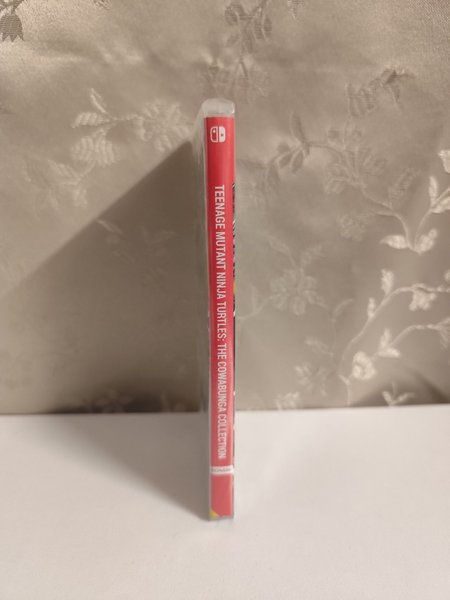 TEENAGE MUTANT NINJA TURTLES: THE COWABUNGA COLLECTION